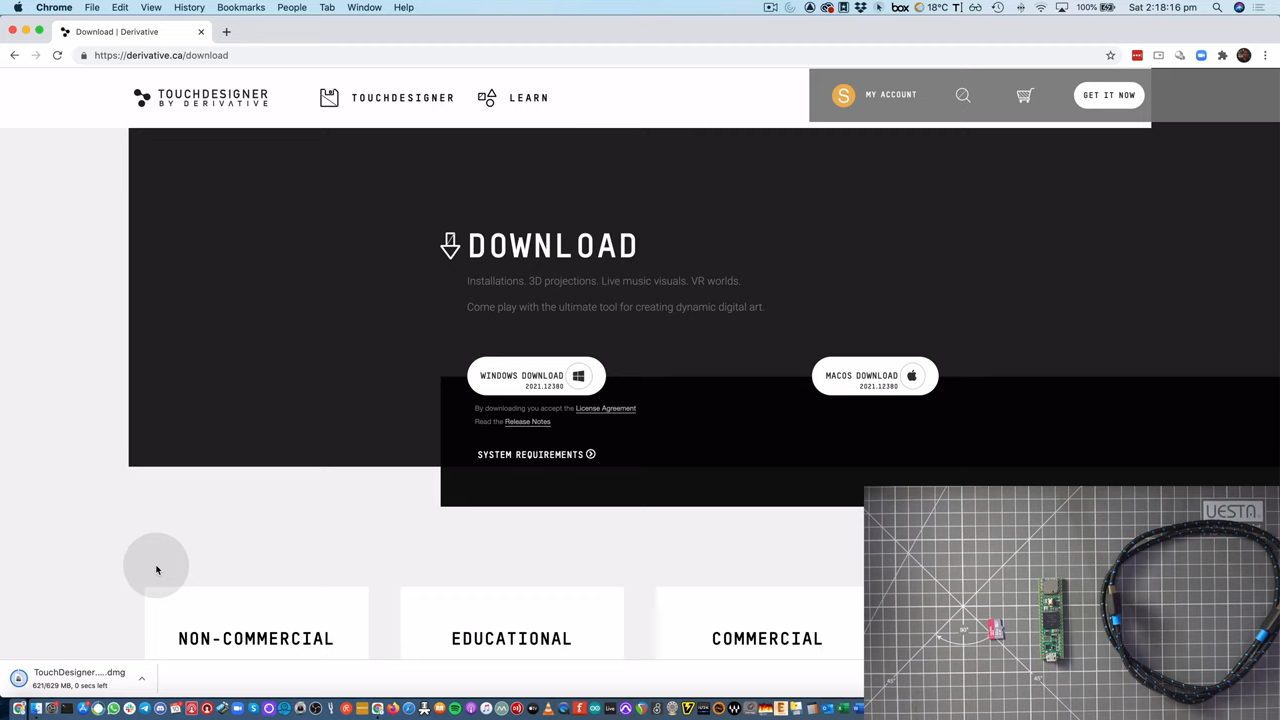 Chrome File Edit View History Bookmarks People Tab Window Help
box 18°C 100% Sat 2:18:16 pm
Download | Derivative
https://derivative.ca/download
TOUCHDESIGNER
BY DERIVATIVE
TOUCHDESIGNER
LEARN
S MY ACCOUNT
GET IT NOW
DOWNLOAD
Installations. 3D projections. Live music visuals. VR worlds.
Come play with the ultimate tool for creating dynamic digital art.
WINDOWS DOWNLOAD
2021.12380
MACOS DOWNLOAD
2021.12380
By downloading you accept the License Agreement
Read the Release Notes
SYSTEM REQUIREMENTS
UESTA
90°
45°
45°
NON-COMMERCIAL
EDUCATIONAL
COMMERCIAL
TouchDesigner.....dmg
621/629 MB, 0 secs left